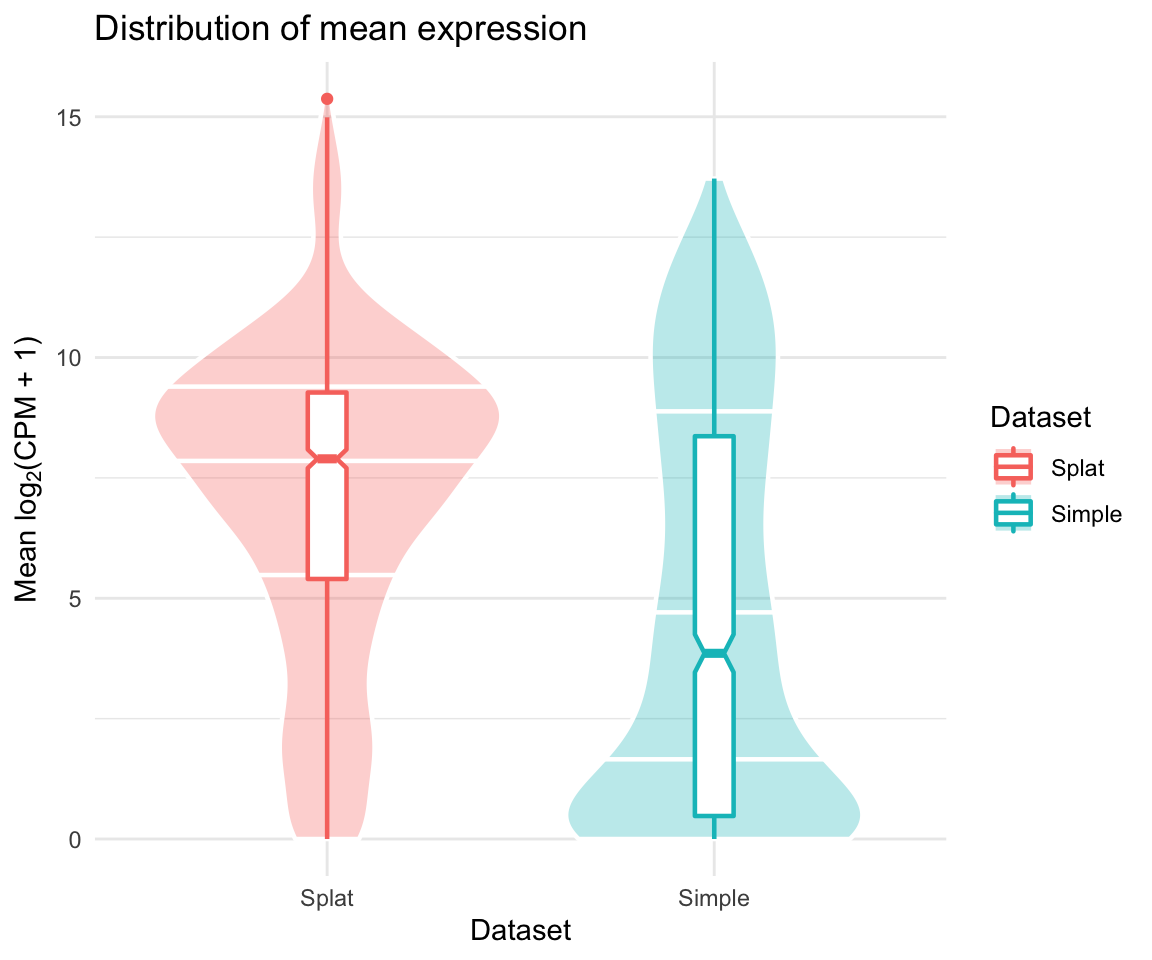 Distribution of mean expression
Mean log₂(CPM + 1)
15
10
5
0
Splat
Simple
Dataset
Dataset
Splat
Simple